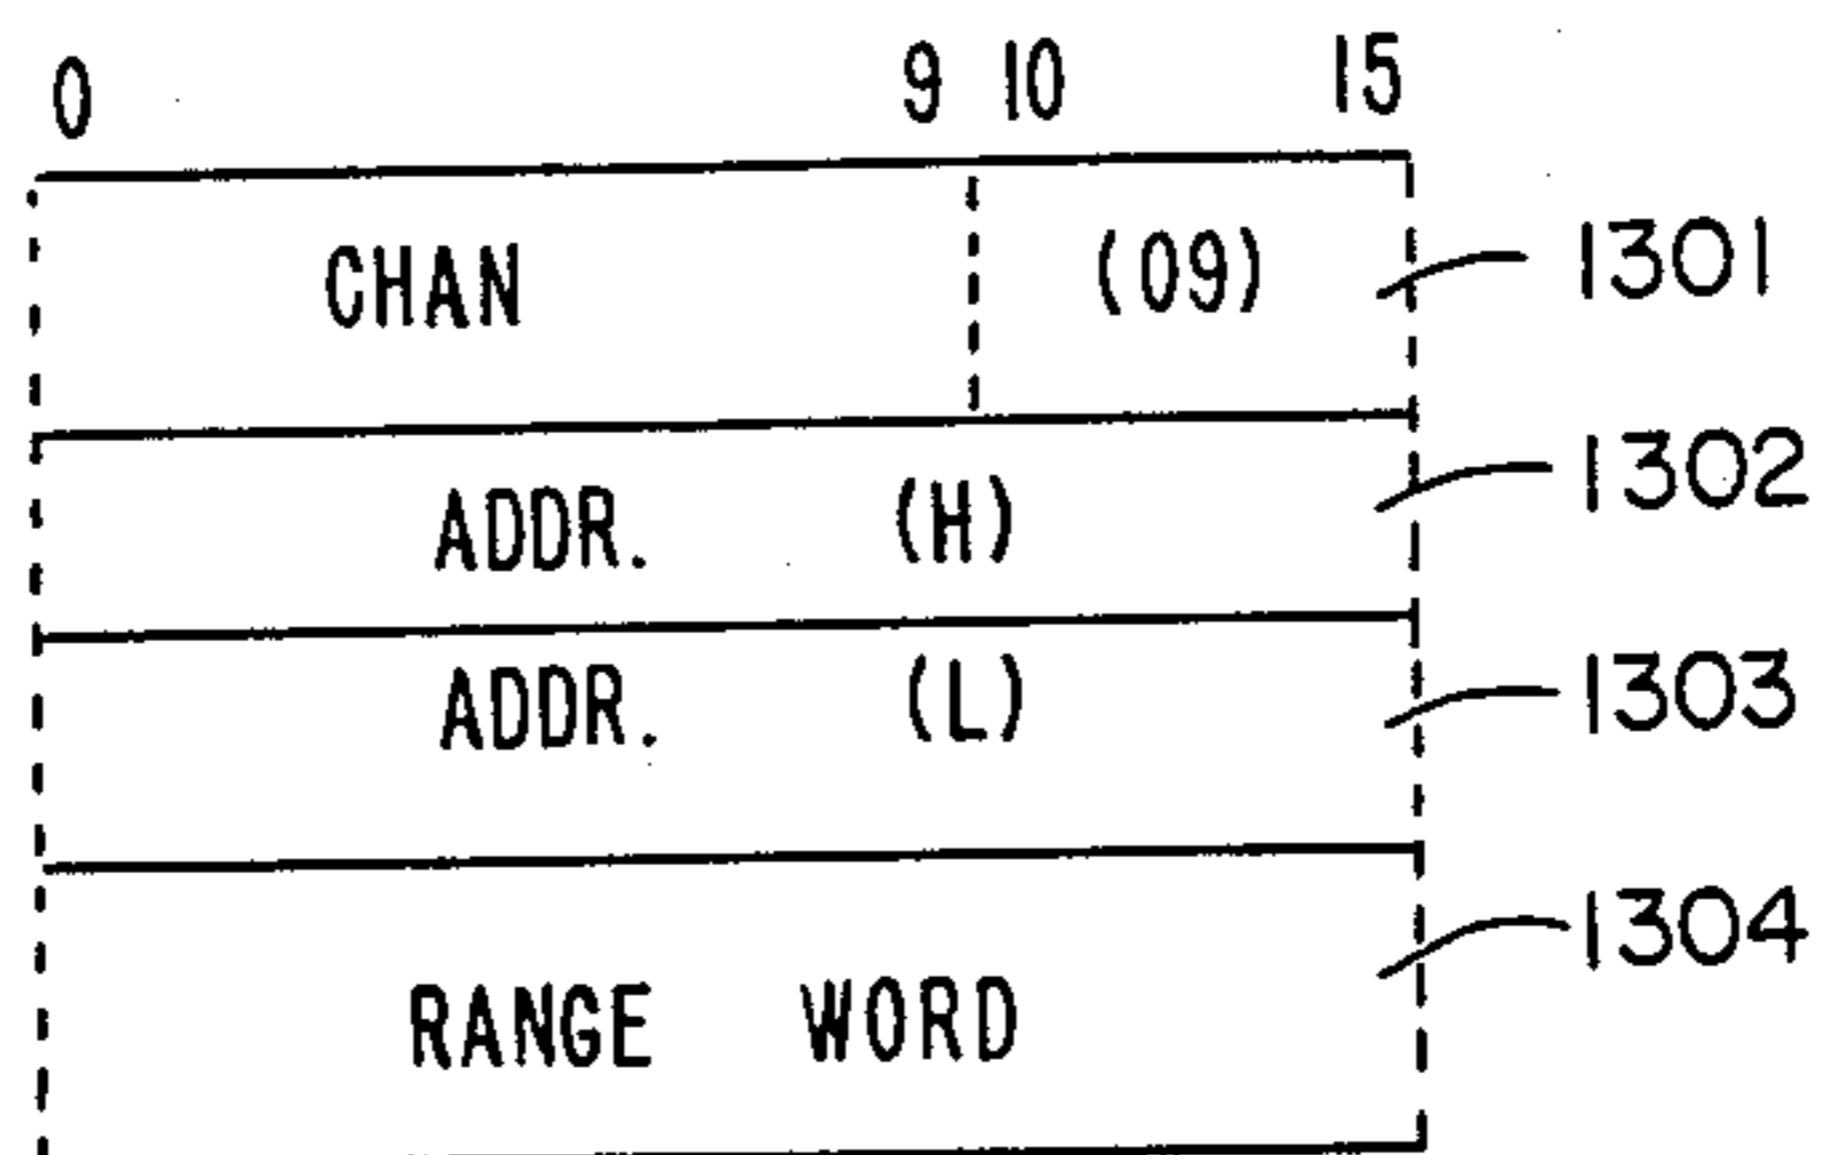 0 9 10 15
CHAN (09) 1301
ADDR. (H) 1302
ADDR. (L) 1303
RANGE WORD 1304